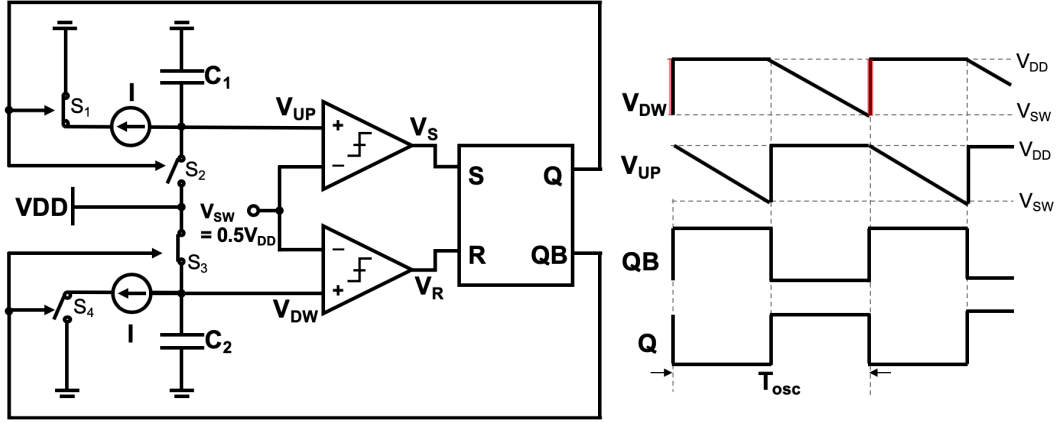 S1
I
C1
VUP
+
−
VS
S2
VDD
VSW
= 0.5VDD
S
Q
R
QB
−
+
VR
S3
S4
I
VDW
C2
VDW
VDD
VSW
VUP
VDD
VSW
QB
Q
Tosc